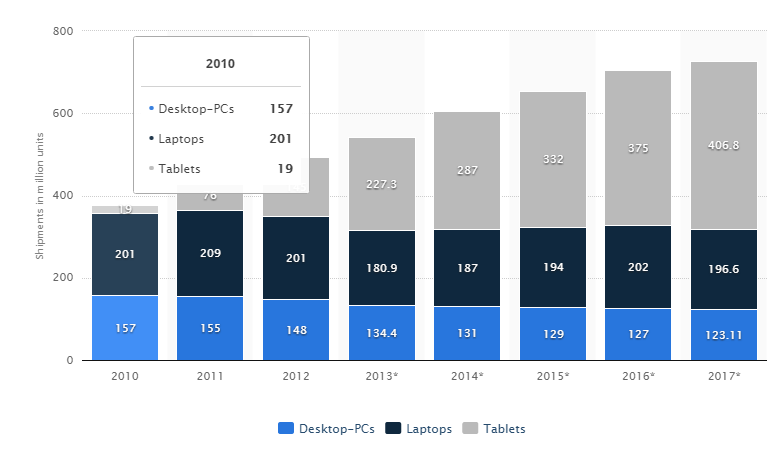 800
600
400
200
0
Shipments in million units
2010
Desktop-PCs 157
Laptops 201
Tablets 19
19 78
227.3 287 332 375 406.8
201 209 201 180.9 187 194 202 196.6
157 155 148 134.4 131 129 127 123.11
2010 2011 2012 2013* 2014* 2015* 2016* 2017*
Desktop-PCs Laptops Tablets